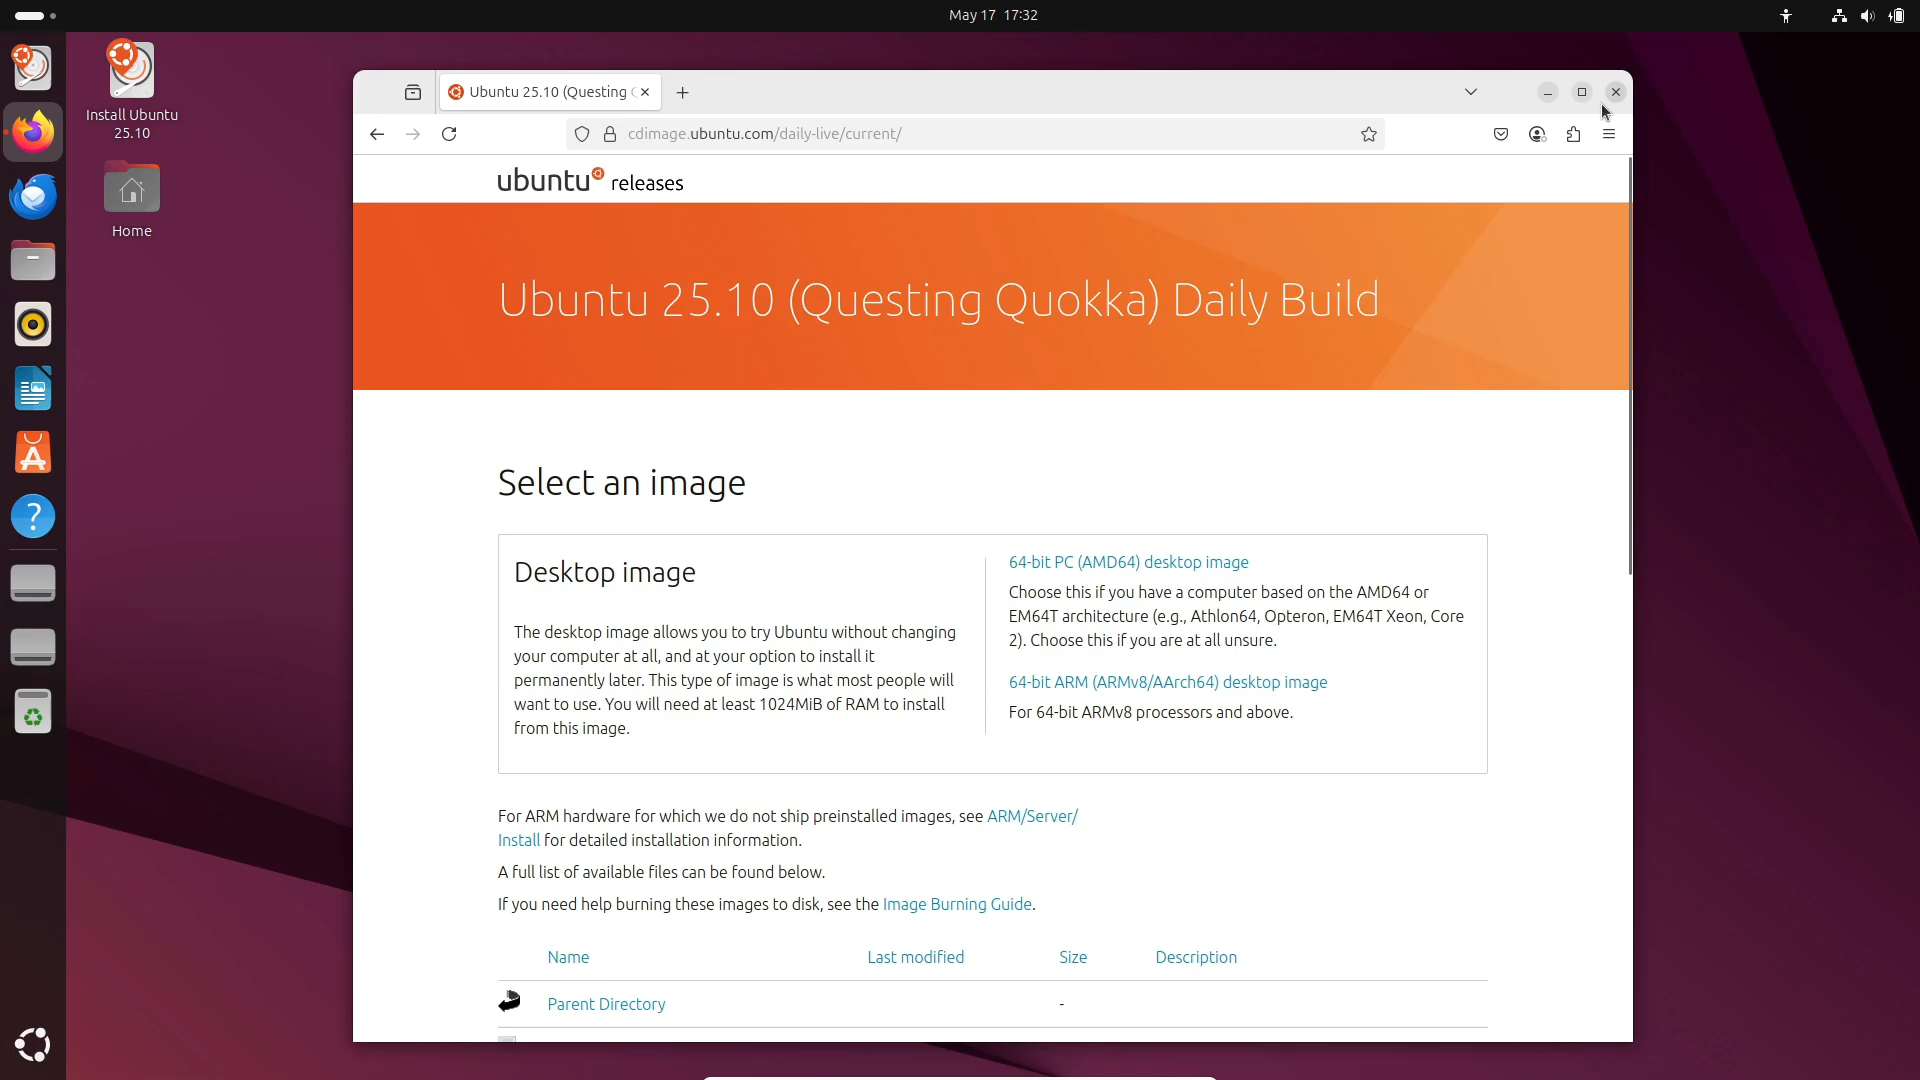 May 17 17:32
Install Ubuntu
25.10
Home
Ubuntu 25.10 (Questing
cdimage.ubuntu.com/daily-live/current/
ubuntu releases
Ubuntu 25.10 (Questing Quokka) Daily Build
Select an image
Desktop image
The desktop image allows you to try Ubuntu without changing
your computer at all, and at your option to install it
permanently later. This type of image is what most people will
want to use. You will need at least 1024MiB of RAM to install
from this image.
64-bit PC (AMD64) desktop image
Choose this if you have a computer based on the AMD64 or
EM64T architecture (e.g., Athlon64, Opteron, EM64T Xeon, Core
2). Choose this if you are at all unsure.
64-bit ARM (ARMv8/AArch64) desktop image
For 64-bit ARMv8 processors and above.
For ARM hardware for which we do not ship preinstalled images, see ARM/Server/
Install for detailed installation information.
A full list of available files can be found below.
If you need help burning these images to disk, see the Image Burning Guide.
Name Last modified Size Description
Parent Directory -